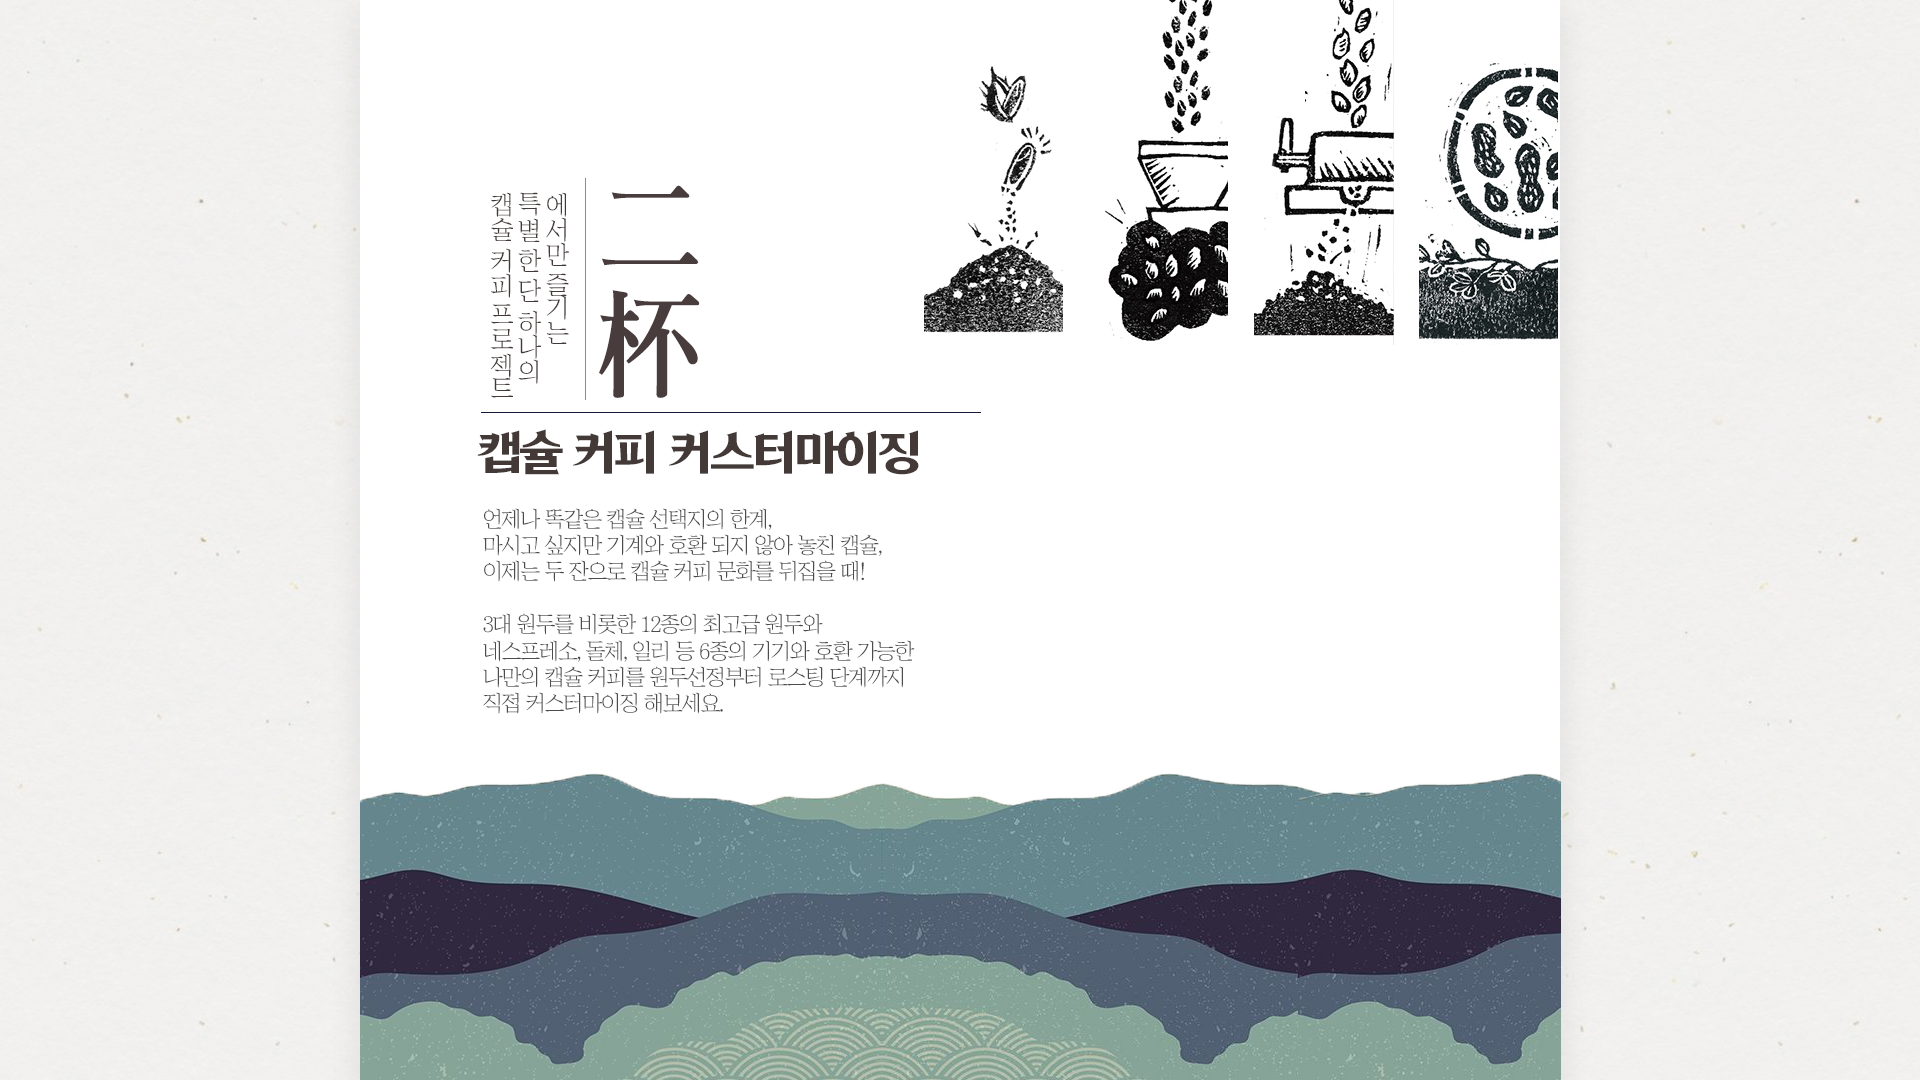 二杯
에서만 즐기는
특별한 단 하나의
캡슐 커피 프로젝트
캡슐 커피 커스터마이징
언제나 똑같은 캡슐 선택지의 한계,
마시고 싶지만 기계와 호환 되지 않아 놓친 캡슐,
이제는 두 잔으로 캡슐 커피 문화를 뒤집을 때!
3대 원두를 비롯한 12종의 최고급 원두와
네스프레소, 돌체, 일리 등 6종의 기기와 호환 가능한
나만의 캡슐 커피를 원두선정부터 로스팅 단계까지
직접 커스터마이징 해보세요.